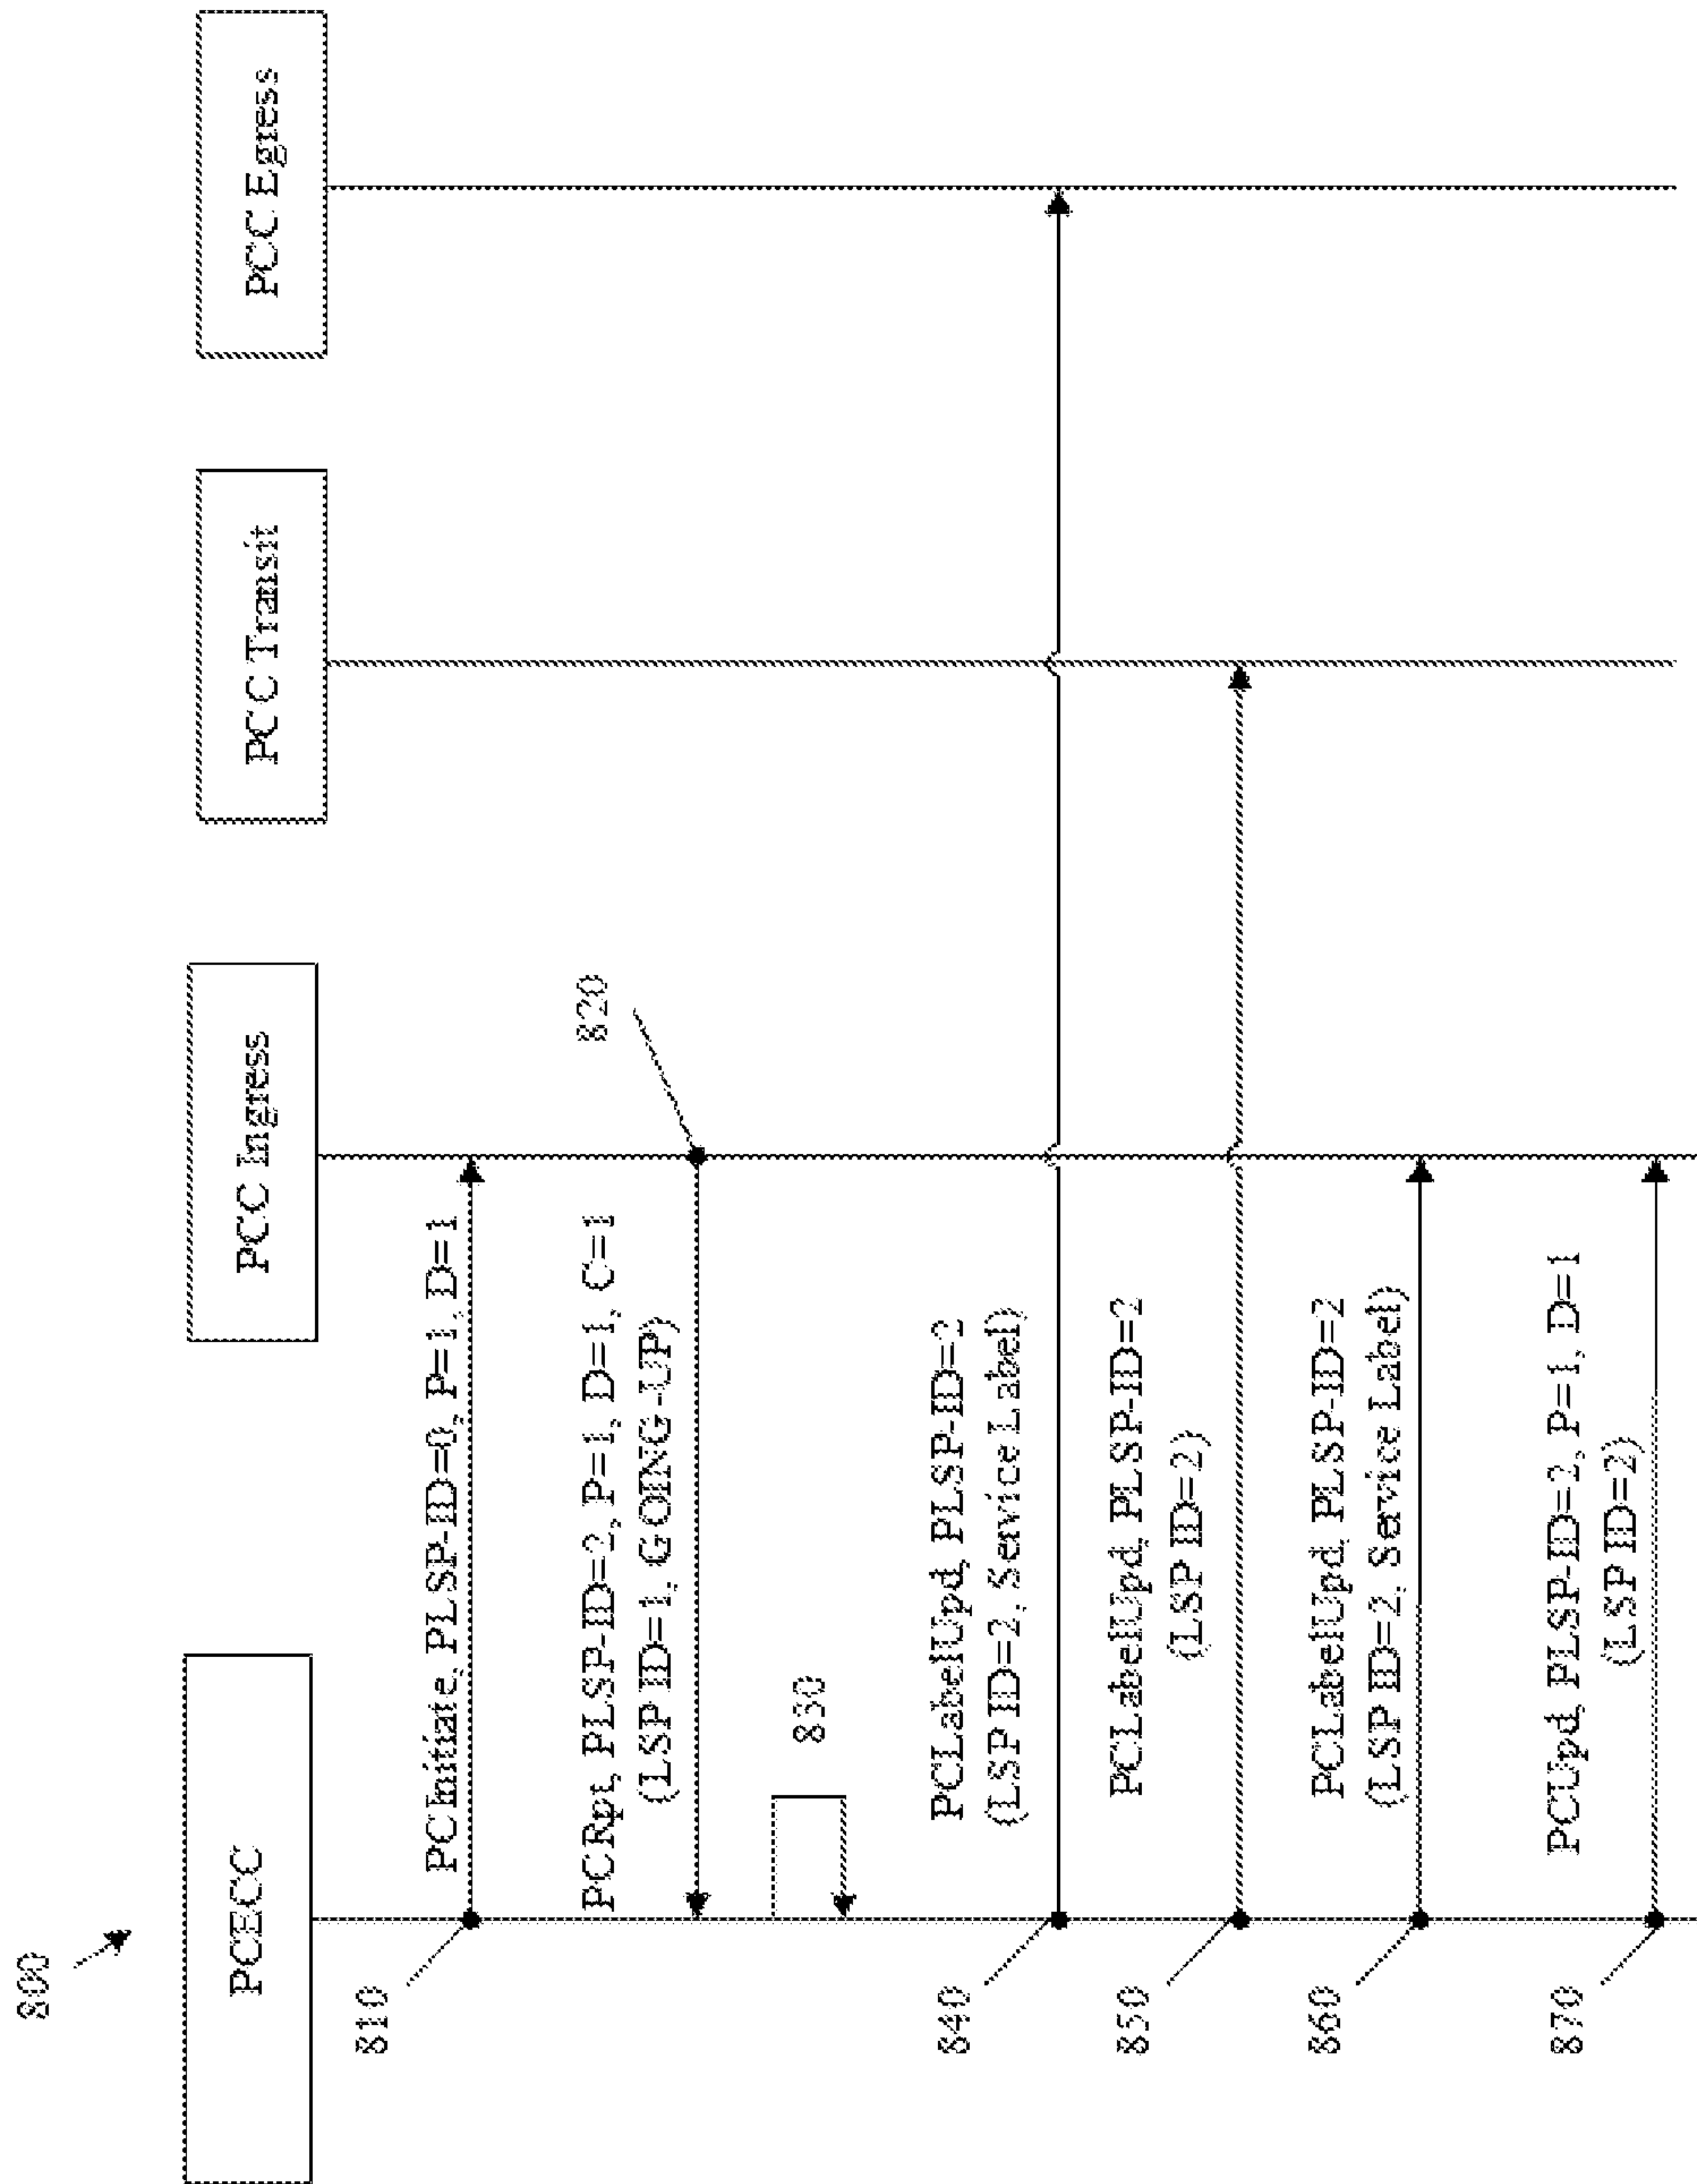 800
PCECC
PCC Ingress
PCC Transit
PCC Egress
810
PCInitiate, PLSP-ID=0, P=1, D=1
820
PCRpt, PLSP-ID=2, P=1, D=1, C=1
(LSP ID=1, GOING-UP)
830
840
PCLabelUpd, PLSP-ID=2
(LSP ID=2, Service Label)
850
PCLabelUpd, PLSP-ID=2
(LSP ID=2)
860
PCLabelUpd, PLSP-ID=2
(LSP ID=2, Service Label)
870
PCUpd, PLSP-ID=2, P=1, D=1
(LSP ID=2)